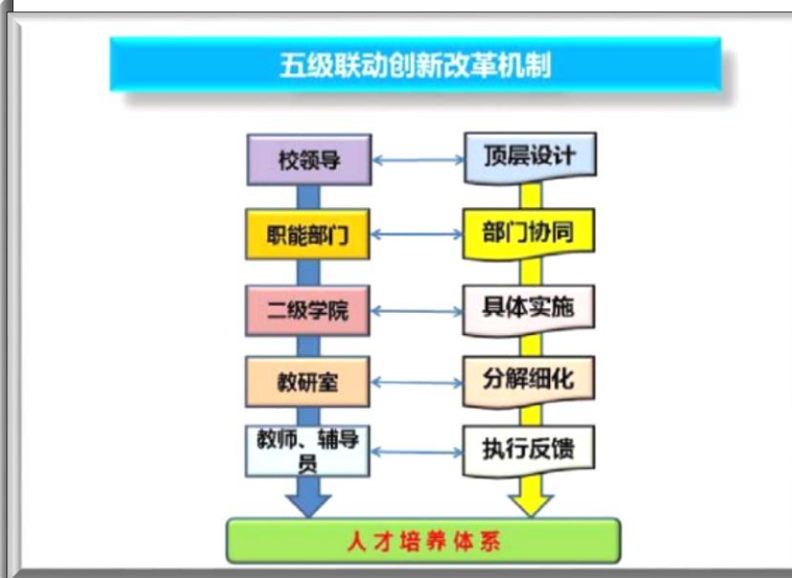 五级联动创新改革机制
校领导
顶层设计
职能部门
部门协同
二级学院
具体实施
教研室
分解细化
教师、辅导
员
执行反馈
人才培养体系